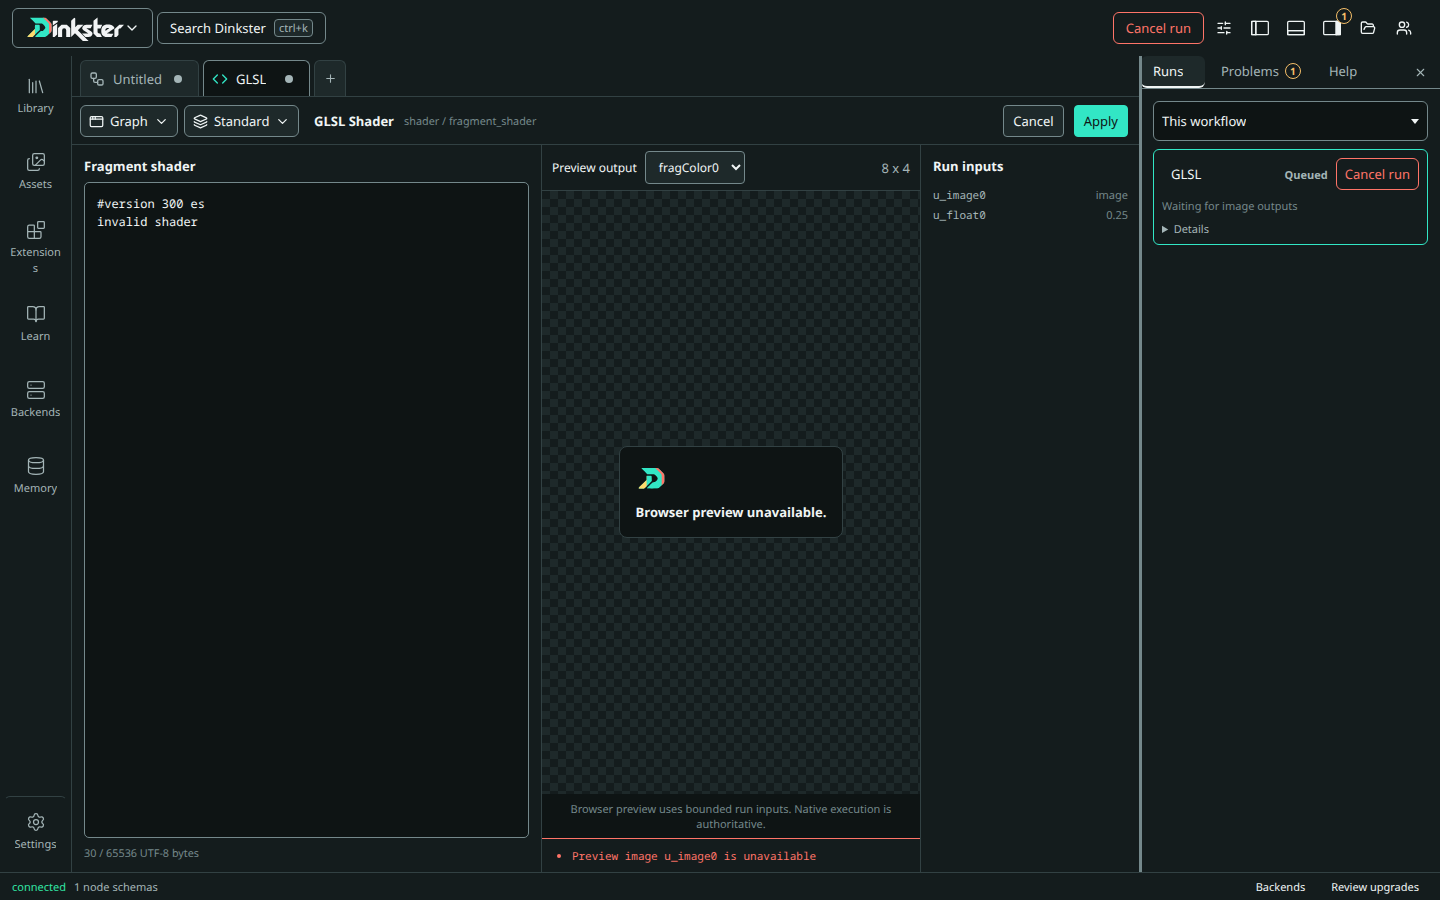 Dinkster
Search Dinkster ctrl+k
Cancel run
1
Library
Assets
Extension
s
Learn
Backends
Memory
Settings
Untitled
GLSL
+
Graph
Standard
GLSL Shader
shader / fragment_shader
Cancel
Apply
Fragment shader
#version 300 es
invalid shader
30 / 65536 UTF-8 bytes
Preview output
fragColor0
8 x 4
Browser preview unavailable.
Browser preview uses bounded run inputs. Native execution is
authoritative.
• Preview image u_image0 is unavailable
Run inputs
u_image0 image
u_float0 0.25
Runs
Problems 1
Help
This workflow
GLSL
Queued
Cancel run
Waiting for image outputs
Details
connected
1 node schemas
Backends
Review upgrades